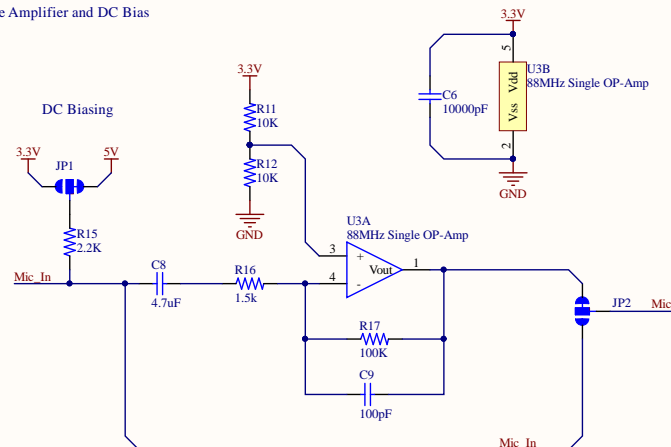 e Amplifier and DC Bias
3.3V
5
U3B
Vdd
88MHz Single OP-Amp
Vss
2
C6
10000pF
GND
DC Biasing
3.3V
R11
10K
R12
10K
GND
3.3V
5V
JP1
R15
2.2K
Mic_In
C8
4.7uF
R16
1.5k
U3A
88MHz Single OP-Amp
3
+
Vout
1
4
-
R17
100K
C9
100pF
JP2
Mic
Mic_In